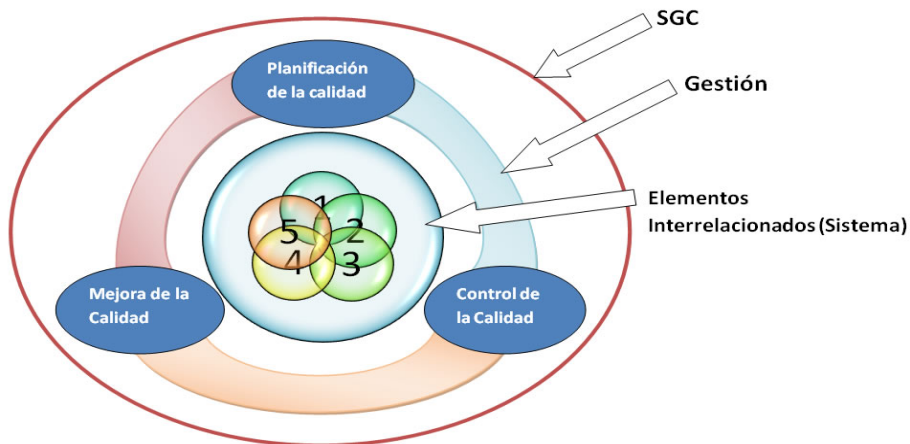 SGC
Planificación
de la calidad
Gestión
Elementos
Interrelacionados (Sistema)
1
5
2
4
3
Mejora de la
Calidad
Control de
la Calidad